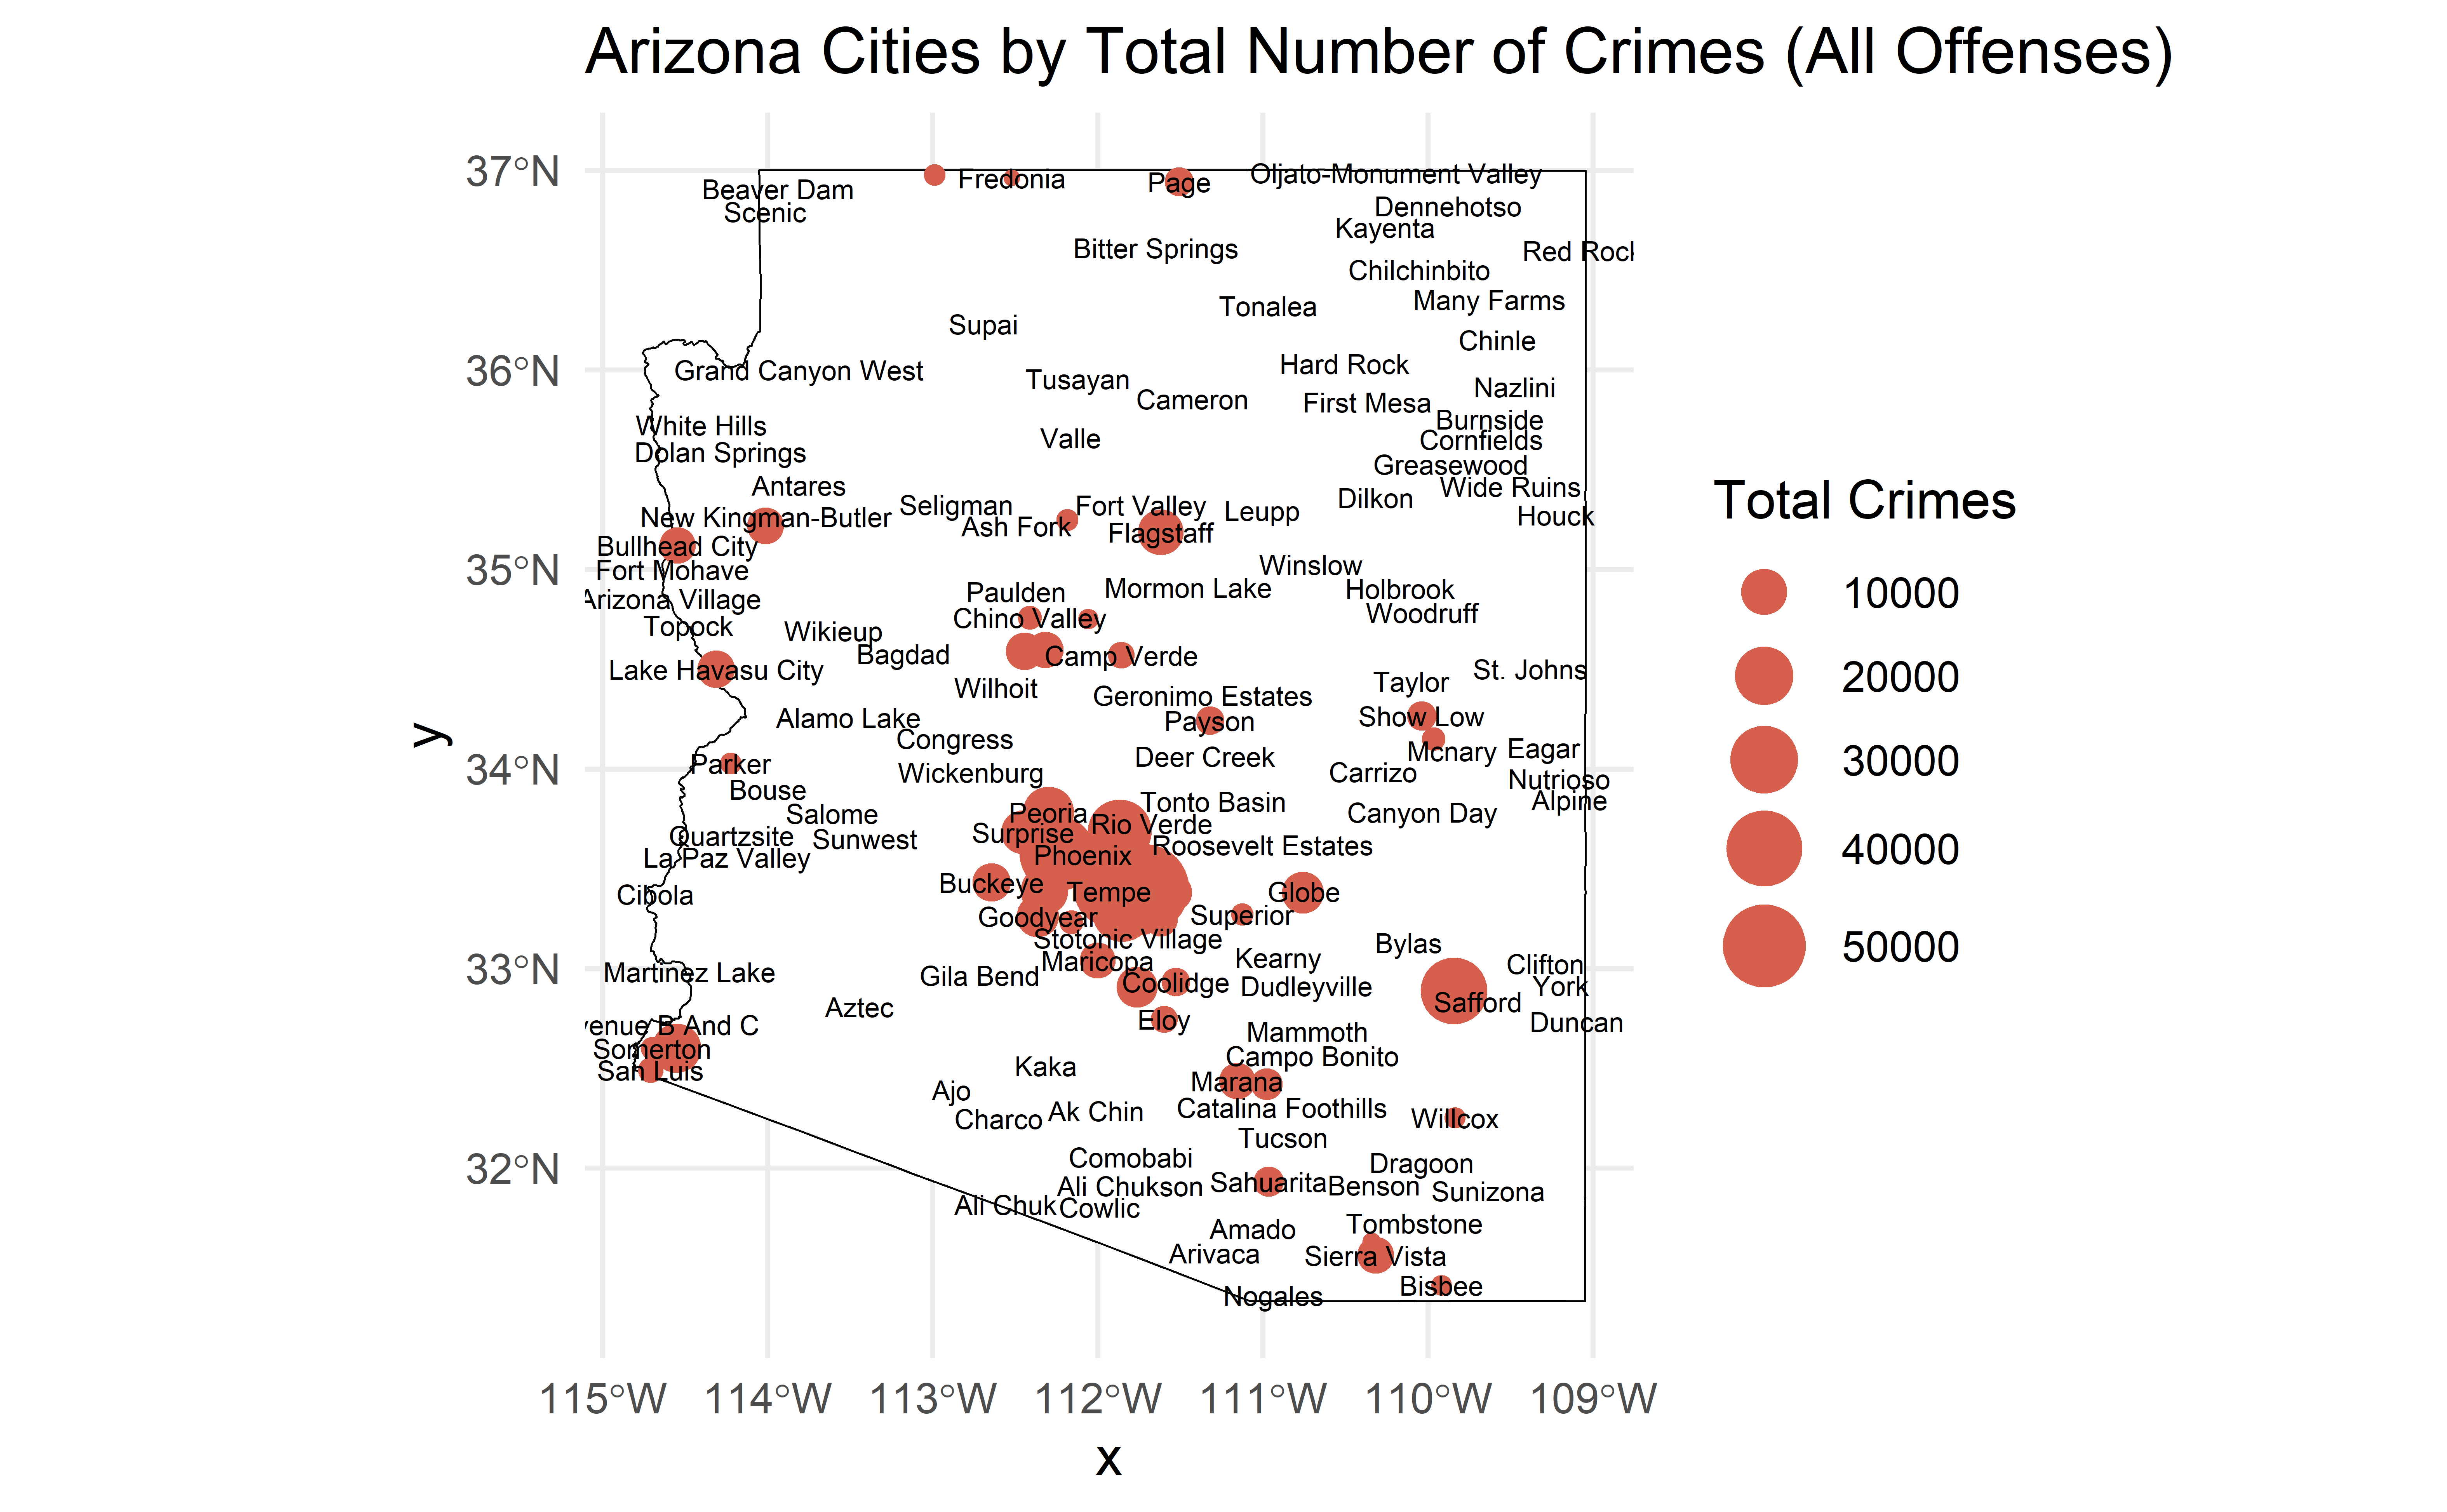 Arizona Cities by Total Number of Crimes (All Offenses)
37°N
36°N
35°N
34°N
33°N
32°N
y
Beaver Dam
Scenic
Fredonia
Page
Oljato-Monument Valley
Dennehotso
Kayenta
Bitter Springs
Red Rock
Chilchinbito
Many Farms
Tonalea
Supai
Chinle
Hard Rock
Grand Canyon West
Tusayan
Nazlini
Cameron
First Mesa
Burnside
White Hills
Valle
Cornfields
Dolan Springs
Greasewood
Antares
Wide Ruins
Seligman
Fort Valley
Dilkon
Leupp
New Kingman-Butler
Ash Fork
Houck
Flagstaff
Bullhead City
Winslow
Fort Mohave
Mormon Lake
Holbrook
Paulden
Arizona Village
Woodruff
Chino Valley
Topock
Wikieup
Bagdad
Camp Verde
Lake Havasu City
St. Johns
Taylor
Wilhoit
Geronimo Estates
Alamo Lake
Payson
Show Low
Congress
Eagar
Mcnary
Deer Creek
Parker
Wickenburg
Carrizo
Nutrioso
Bouse
Tonto Basin
Alpine
Salome
Peoria
Canyon Day
Rio Verde
Surprise
Quartzsite
Sunwest
Roosevelt Estates
La Paz Valley
Phoenix
Buckeye
Tempe
Globe
Cibola
Goodyear
Superior
Stotonic Village
Bylas
Maricopa
Kearny
Clifton
Martinez Lake
Gila Bend
Coolidge
Dudleyville
York
Safford
Aztec
Eloy
Duncan
venue B And C
Mammoth
Somerton
Campo Bonito
San Luis
Kaka
Marana
Ajo
Catalina Foothills
Ak Chin
Charco
Willcox
Tucson
Comobabi
Dragoon
Ali Chukson
Sahuarita
Benson
Sunizona
Ali Chuk
Cowlic
Amado
Tombstone
Arivaca
Sierra Vista
Bisbee
Nogales
115°W 114°W 113°W 112°W 111°W 110°W 109°W
x
Total Crimes
10000
20000
30000
40000
50000